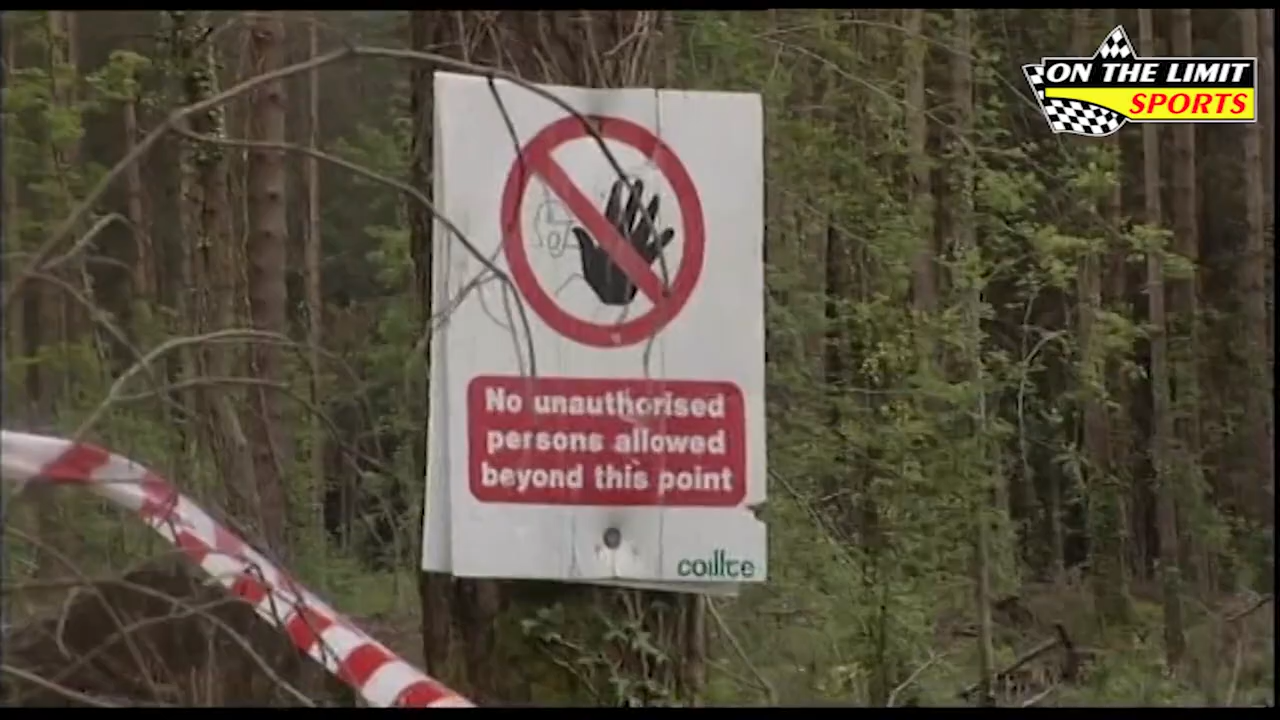 ON THE LIMIT
SPORTS
No unauthorised
persons allowed
beyond this point
coillte